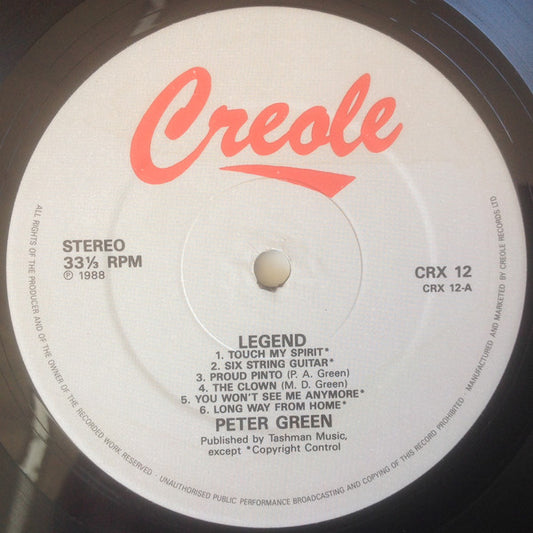 Creole
STEREO
33⅓ RPM
℗ 1988
CRX 12
CRX 12-A
LEGEND
1. TOUCH MY SPIRIT*
2. SIX STRING GUITAR*
3. PROUD PINTO (P. A. Green)
4. THE CLOWN (M. D. Green)
5. YOU WON'T SEE ME ANYMORE*
6. LONG WAY FROM HOME*
PETER GREEN
Published by Tashman Music,
except *Copyright Control
ALL RIGHTS OF THE PRODUCER AND OF THE OWNER OF THE RECORDED WORK RESERVED · UNAUTHORISED PUBLIC PERFORMANCE BROADCASTING AND COPYING OF THIS RECORD PROHIBITED · MANUFACTURED AND MARKETED BY CREOLE RECORDS LTD